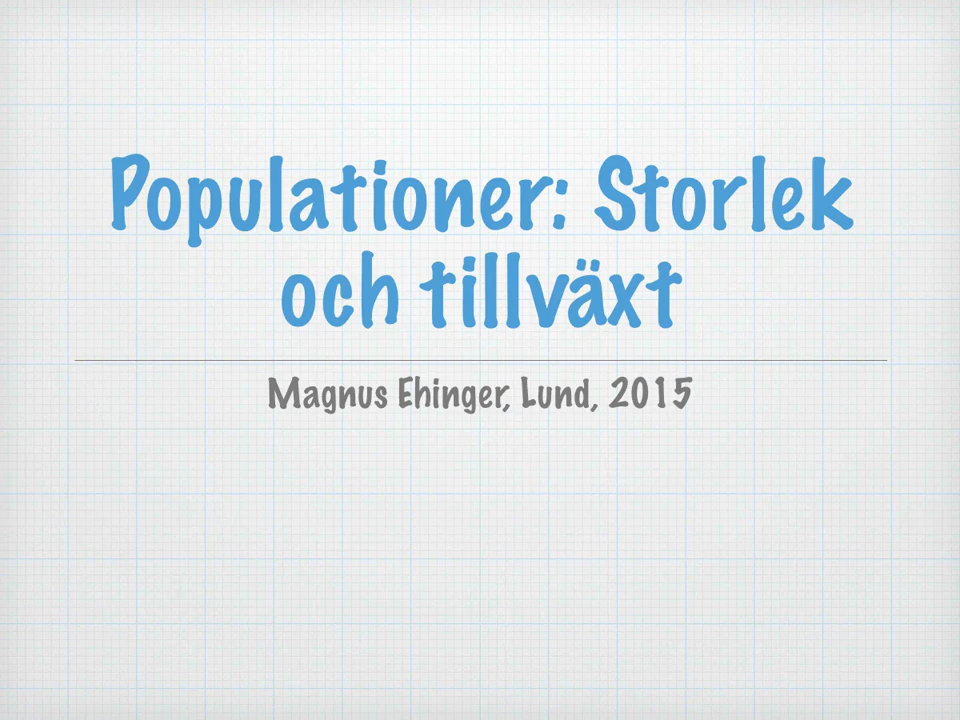 Populationer: Storlek
och tillväxt
Magnus Ehinger, Lund, 2015